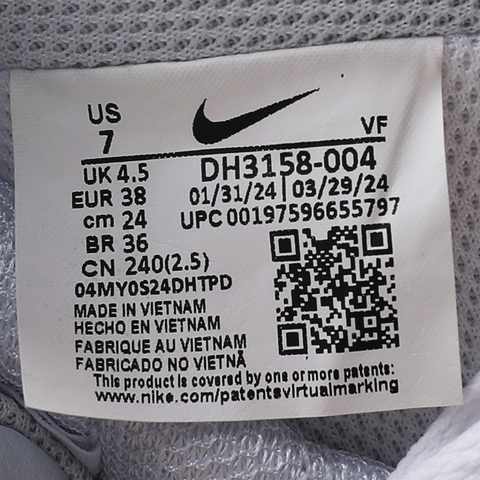 US
7
VF
UK 4.5
DH3158-004
EUR 38
01/31/24 | 03/29/24
cm 24
UPC 00197596655797
BR 36
CN 240(2.5)
04MY0S24DHTPD
MADE IN VIETNAM
HECHO EN VIETNAM
FABRIQUE AU VIETNAM
FABRICADO NO VIETNÃ
This product is covered by one or more patents:
www.nike.com/patentsvirtualmarking